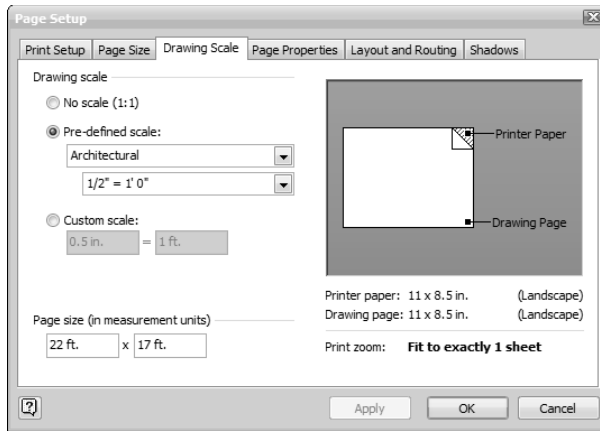 Page Setup
Print Setup Page Size Drawing Scale Page Properties Layout and Routing Shadows
Drawing scale
No scale (1:1)
Pre-defined scale:
Architectural
1/2" = 1' 0"
Custom scale:
0.5 in. = 1 ft.
Page size (in measurement units)
22 ft. x 17 ft.
Printer Paper
Drawing Page
Printer paper: 11 x 8.5 in. (Landscape)
Drawing page: 11 x 8.5 in. (Landscape)
Print zoom: Fit to exactly 1 sheet
? Apply OK Cancel